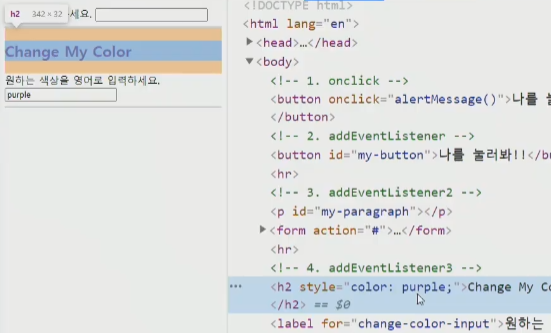 h2 342 × 32
세요.
Change My Color
원하는 색상을 영어로 입력하세요.
purple
<!DOCTYPE html>
<html lang="en">
▶<head>…</head>
▼<body>
<!-- 1. onclick -->
<button onclick="alertMessage()">나를 눌
</button>
<!-- 2. addEventListener -->
<button id="my-button">나를 눌러봐!!</bu
<hr>
<!-- 3. addEventListener2 -->
<p id="my-paragraph"></p>
▶<form action="#">…</form>
<hr>
<!-- 4. addEventListener3 -->
… <h2 style="color: purple;">Change My Co
</h2> == $0
<label for="change-color-input">원하는